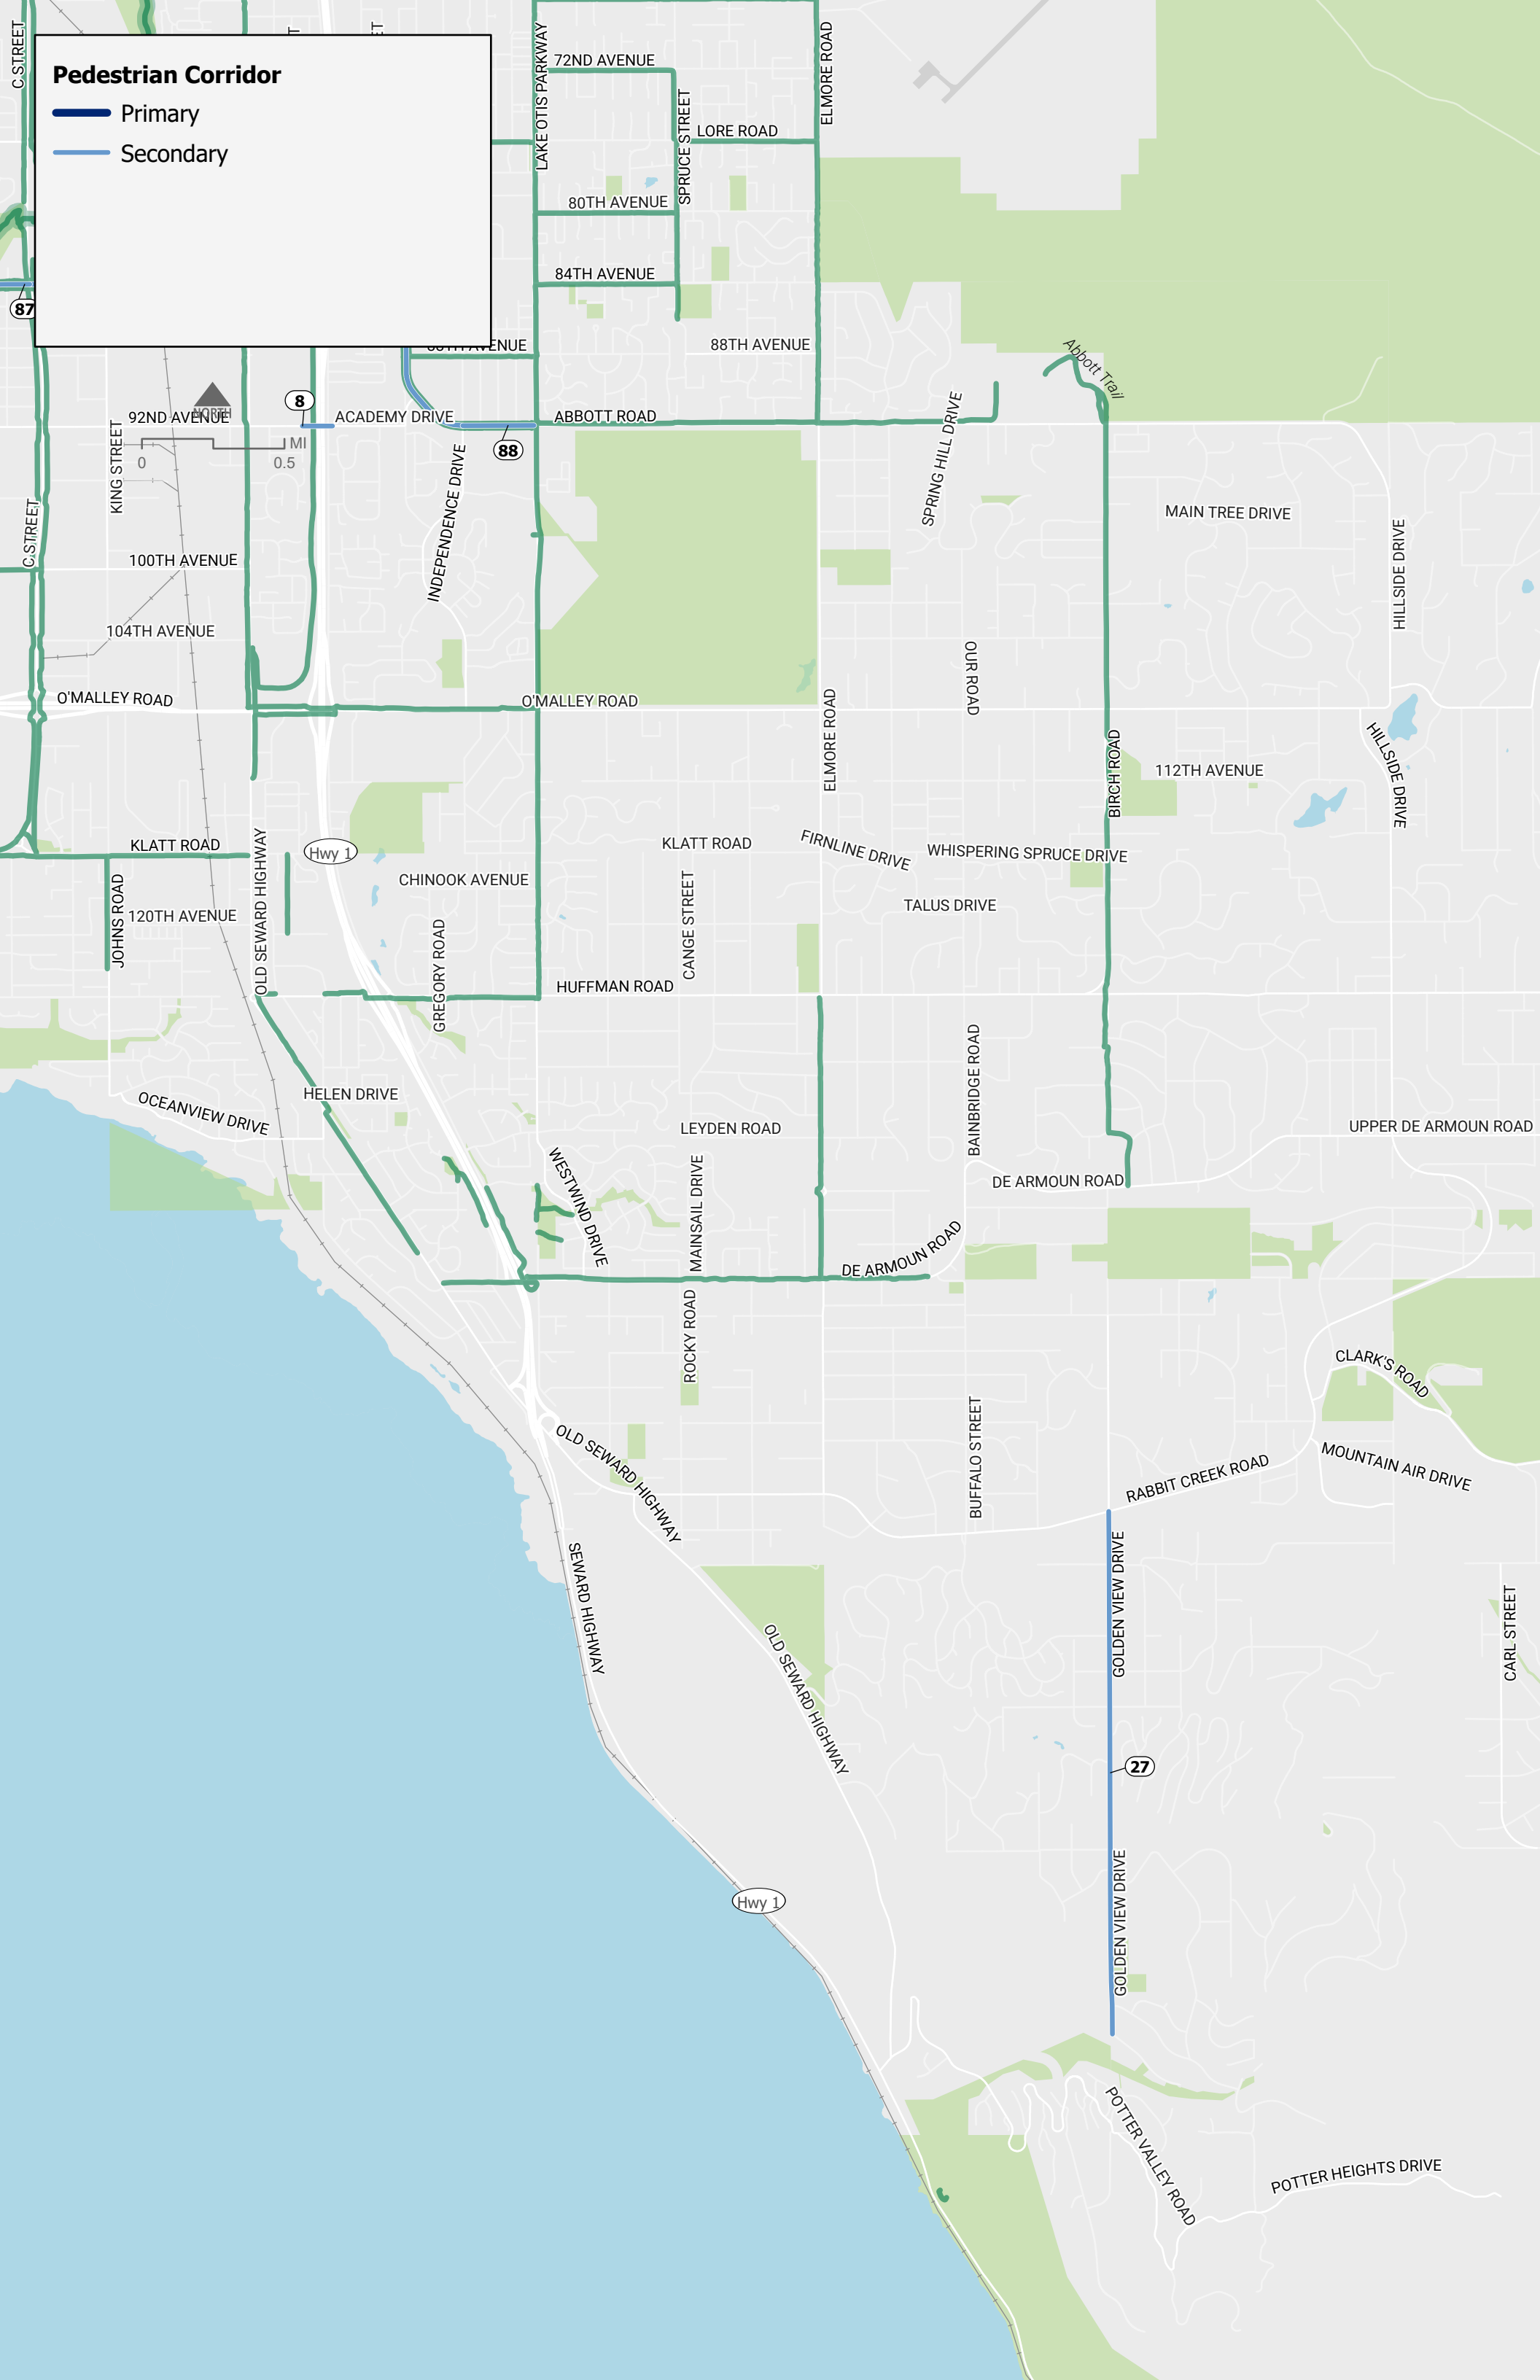 C STREET
Pedestrian Corridor
Primary
Secondary
LAKE OTIS PARKWAY
72ND AVENUE
SPRUCE STREET
LORE ROAD
ELMORE ROAD
80TH AVENUE
84TH AVENUE
87
88TH AVENUE
Abbott Trail
NORTH
92ND AVENUE
8
ACADEMY DRIVE
ABBOTT ROAD
88
MI
0
0.5
KING STREET
C STREET
INDEPENDENCE DRIVE
SPRING HILL DRIVE
MAIN TREE DRIVE
HILLSIDE DRIVE
100TH AVENUE
104TH AVENUE
O'MALLEY ROAD
O'MALLEY ROAD
ELMORE ROAD
OUR ROAD
BIRCH ROAD
112TH AVENUE
HILLSIDE DRIVE
KLATT ROAD
OLD SEWARD HIGHWAY
Hwy 1
KLATT ROAD
FIRNLINE DRIVE
WHISPERING SPRUCE DRIVE
CHINOOK AVENUE
JOHNS ROAD
120TH AVENUE
GREGORY ROAD
CANGE STREET
TALUS DRIVE
HUFFMAN ROAD
OCEANVIEW DRIVE
HELEN DRIVE
BAINBRIDGE ROAD
LEYDEN ROAD
UPPER DE ARMOUN ROAD
WESTWIND DRIVE
MAINSAIL DRIVE
DE ARMOUN ROAD
DE ARMOUN ROAD
ROCKY ROAD
CLARK'S ROAD
OLD SEWARD HIGHWAY
BUFFALO STREET
RABBIT CREEK ROAD
MOUNTAIN AIR DRIVE
SEWARD HIGHWAY
GOLDEN VIEW DRIVE
CARL STREET
OLD SEWARD HIGHWAY
27
Hwy 1
GOLDEN VIEW DRIVE
POTTER VALLEY ROAD
POTTER HEIGHTS DRIVE